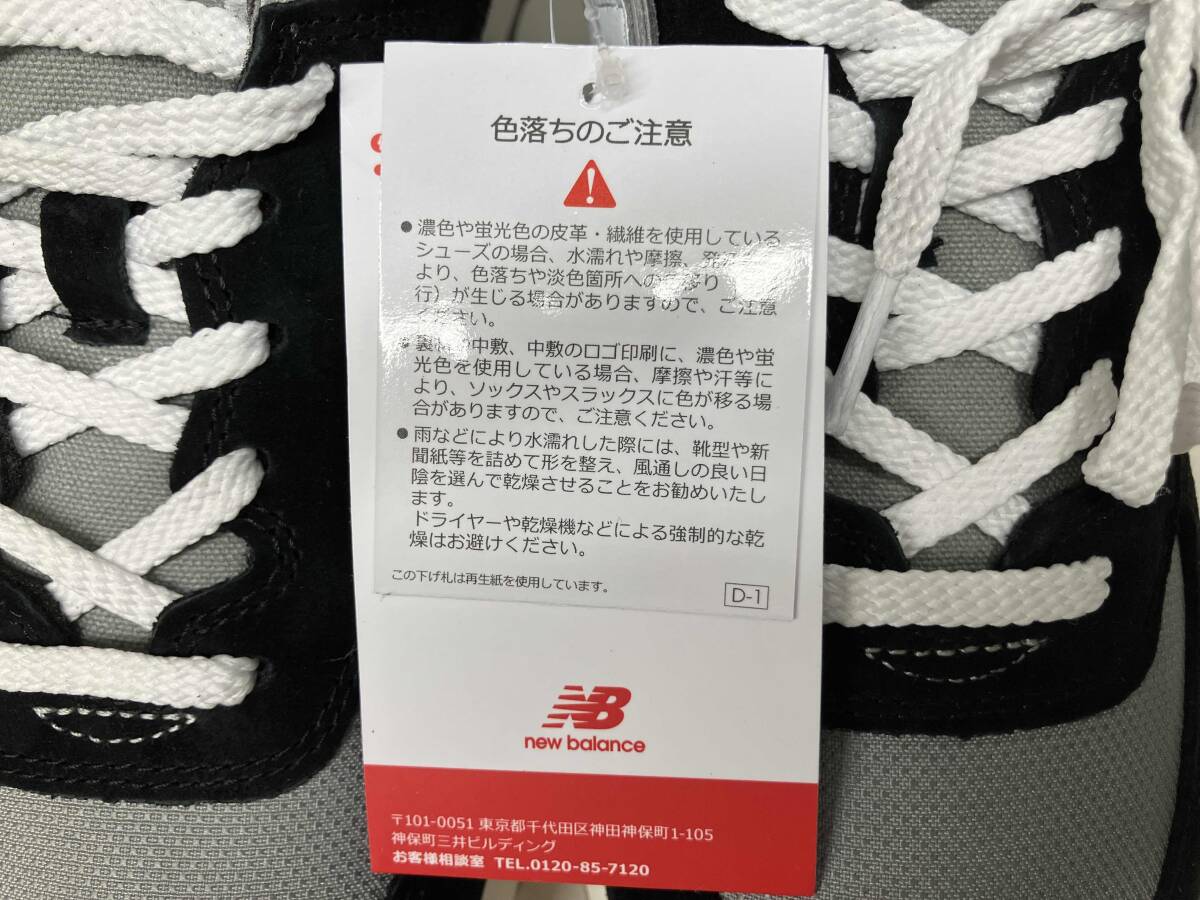 色落ちのご注意
● 濃色や蛍光色の皮革・繊維を使用している
シューズの場合、水濡れや摩擦、発
より、色落ちや淡色箇所への
行）が生じる場合がありますので、ご注意
ください。
● 裏材や中敷、中敷のロゴ印刷に、濃色や蛍
光色を使用している場合、摩擦や汗等に
より、ソックスやスラックスに色が移る場
合がありますので、ご注意ください。
● 雨などにより水濡れした際には、靴型や新
聞紙等を詰めて形を整え、風通しの良い日
陰を選んで乾燥させることをお勧めいたし
ます。
ドライヤーや乾燥機などによる強制的な乾
燥はお避けください。
この下げ札は再生紙を使用しています。
D-1
NB
new balance
〒101-0051 東京都千代田区神田神保町1-105
神保町三井ビルディング
お客様相談室 TEL.0120-85-7120